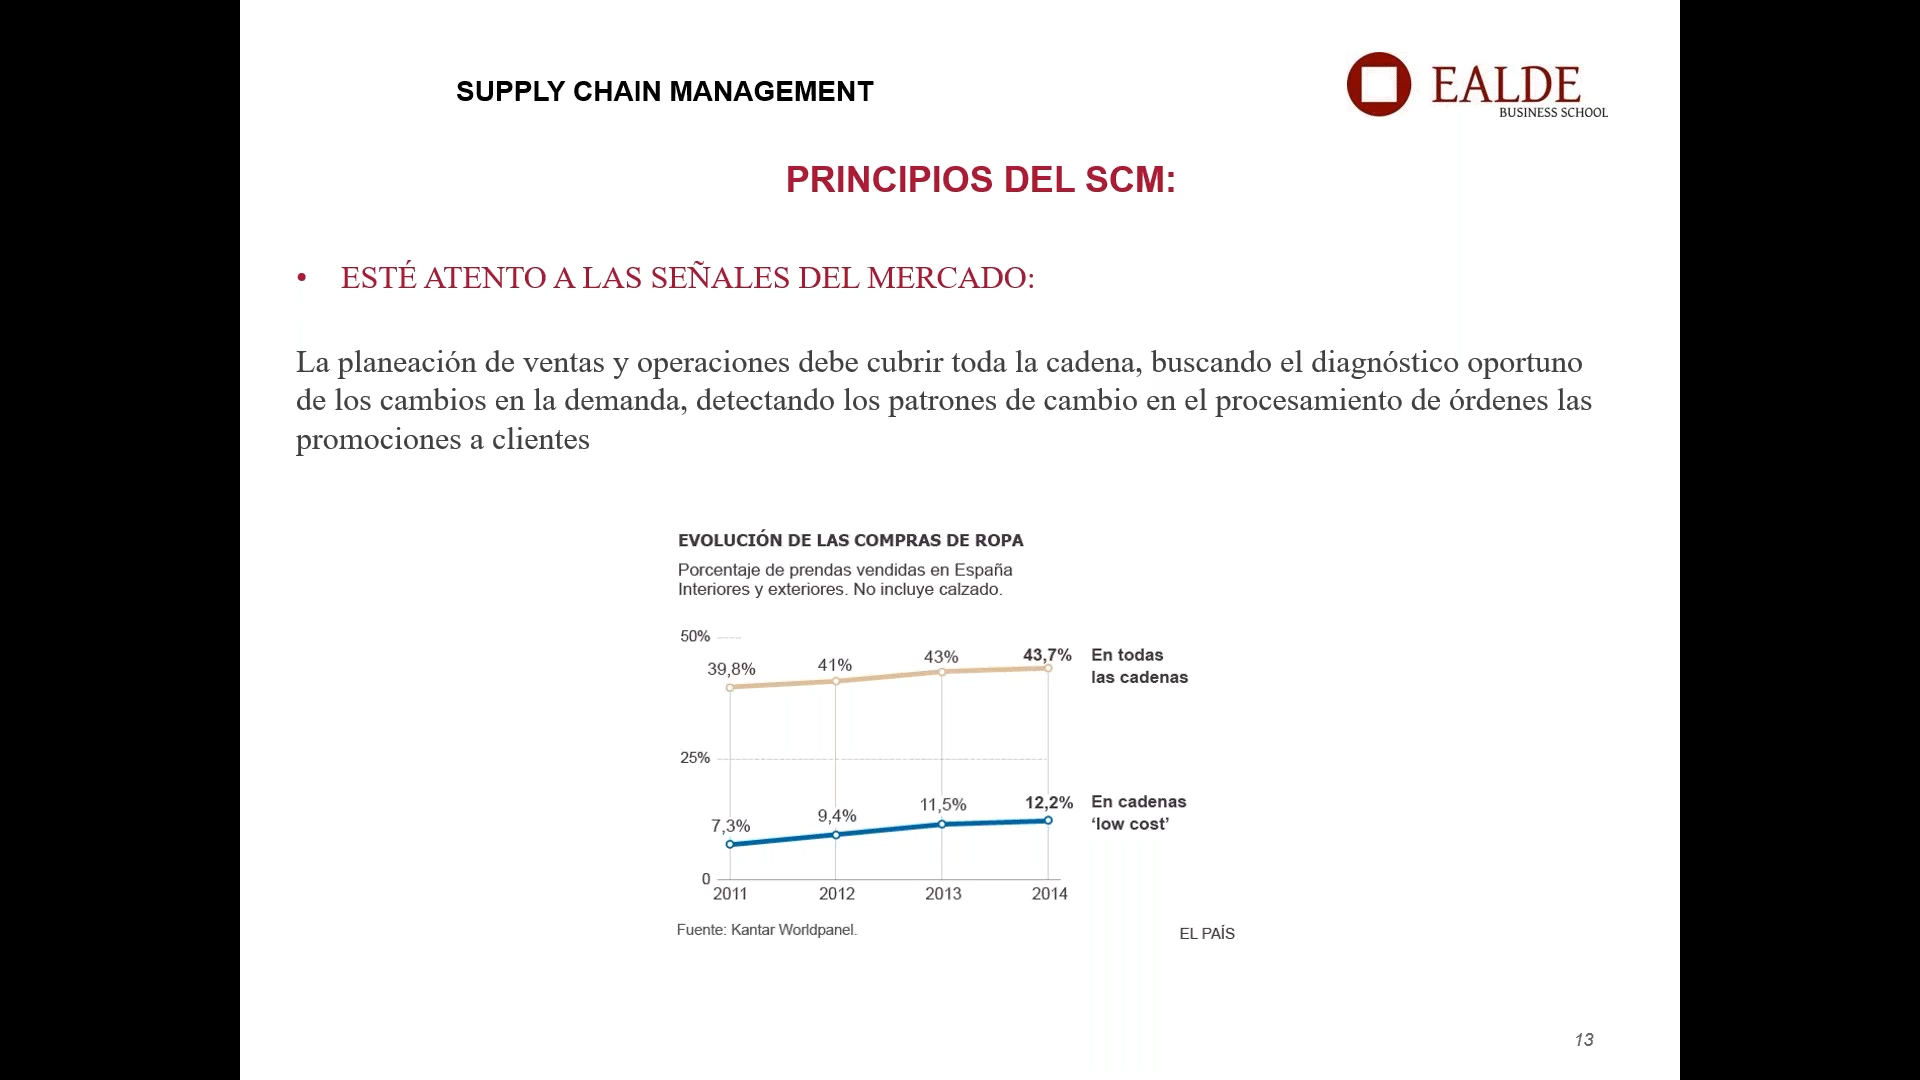 SUPPLY CHAIN MANAGEMENT
EALDE
BUSINESS SCHOOL
PRINCIPIOS DEL SCM:
• ESTÉ ATENTO A LAS SEÑALES DEL MERCADO:
La planeación de ventas y operaciones debe cubrir toda la cadena, buscando el diagnóstico oportuno
de los cambios en la demanda, detectando los patrones de cambio en el procesamiento de órdenes las
promociones a clientes
EVOLUCIÓN DE LAS COMPRAS DE ROPA
Porcentaje de prendas vendidas en España
Interiores y exteriores. No incluye calzado.
50%
39,8% 41% 43% 43,7%
En todas
las cadenas
25%
7,3% 9,4% 11,5% 12,2%
En cadenas
‘low cost’
0
2011 2012 2013 2014
Fuente: Kantar Worldpanel.
EL PAÍS
13